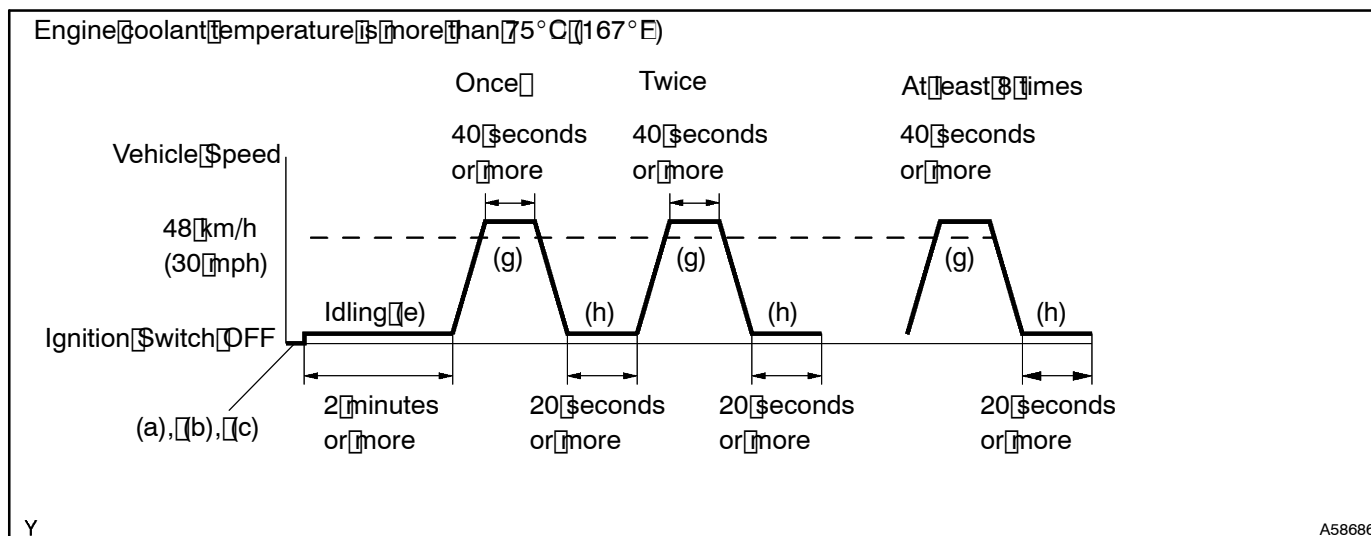 Engine coolant temperature is more than 75°C (167°F)
Once
Twice
At least 8 times
40 seconds
or more
40 seconds
or more
40 seconds
or more
Vehicle Speed
48 km/h
(30 mph)
(g)
(g)
(g)
Idling (e)
(h)
(h)
(h)
Ignition Switch OFF
2 minutes
or more
20 seconds
or more
20 seconds
or more
20 seconds
or more
(a), (b), (c)
Y
A58686